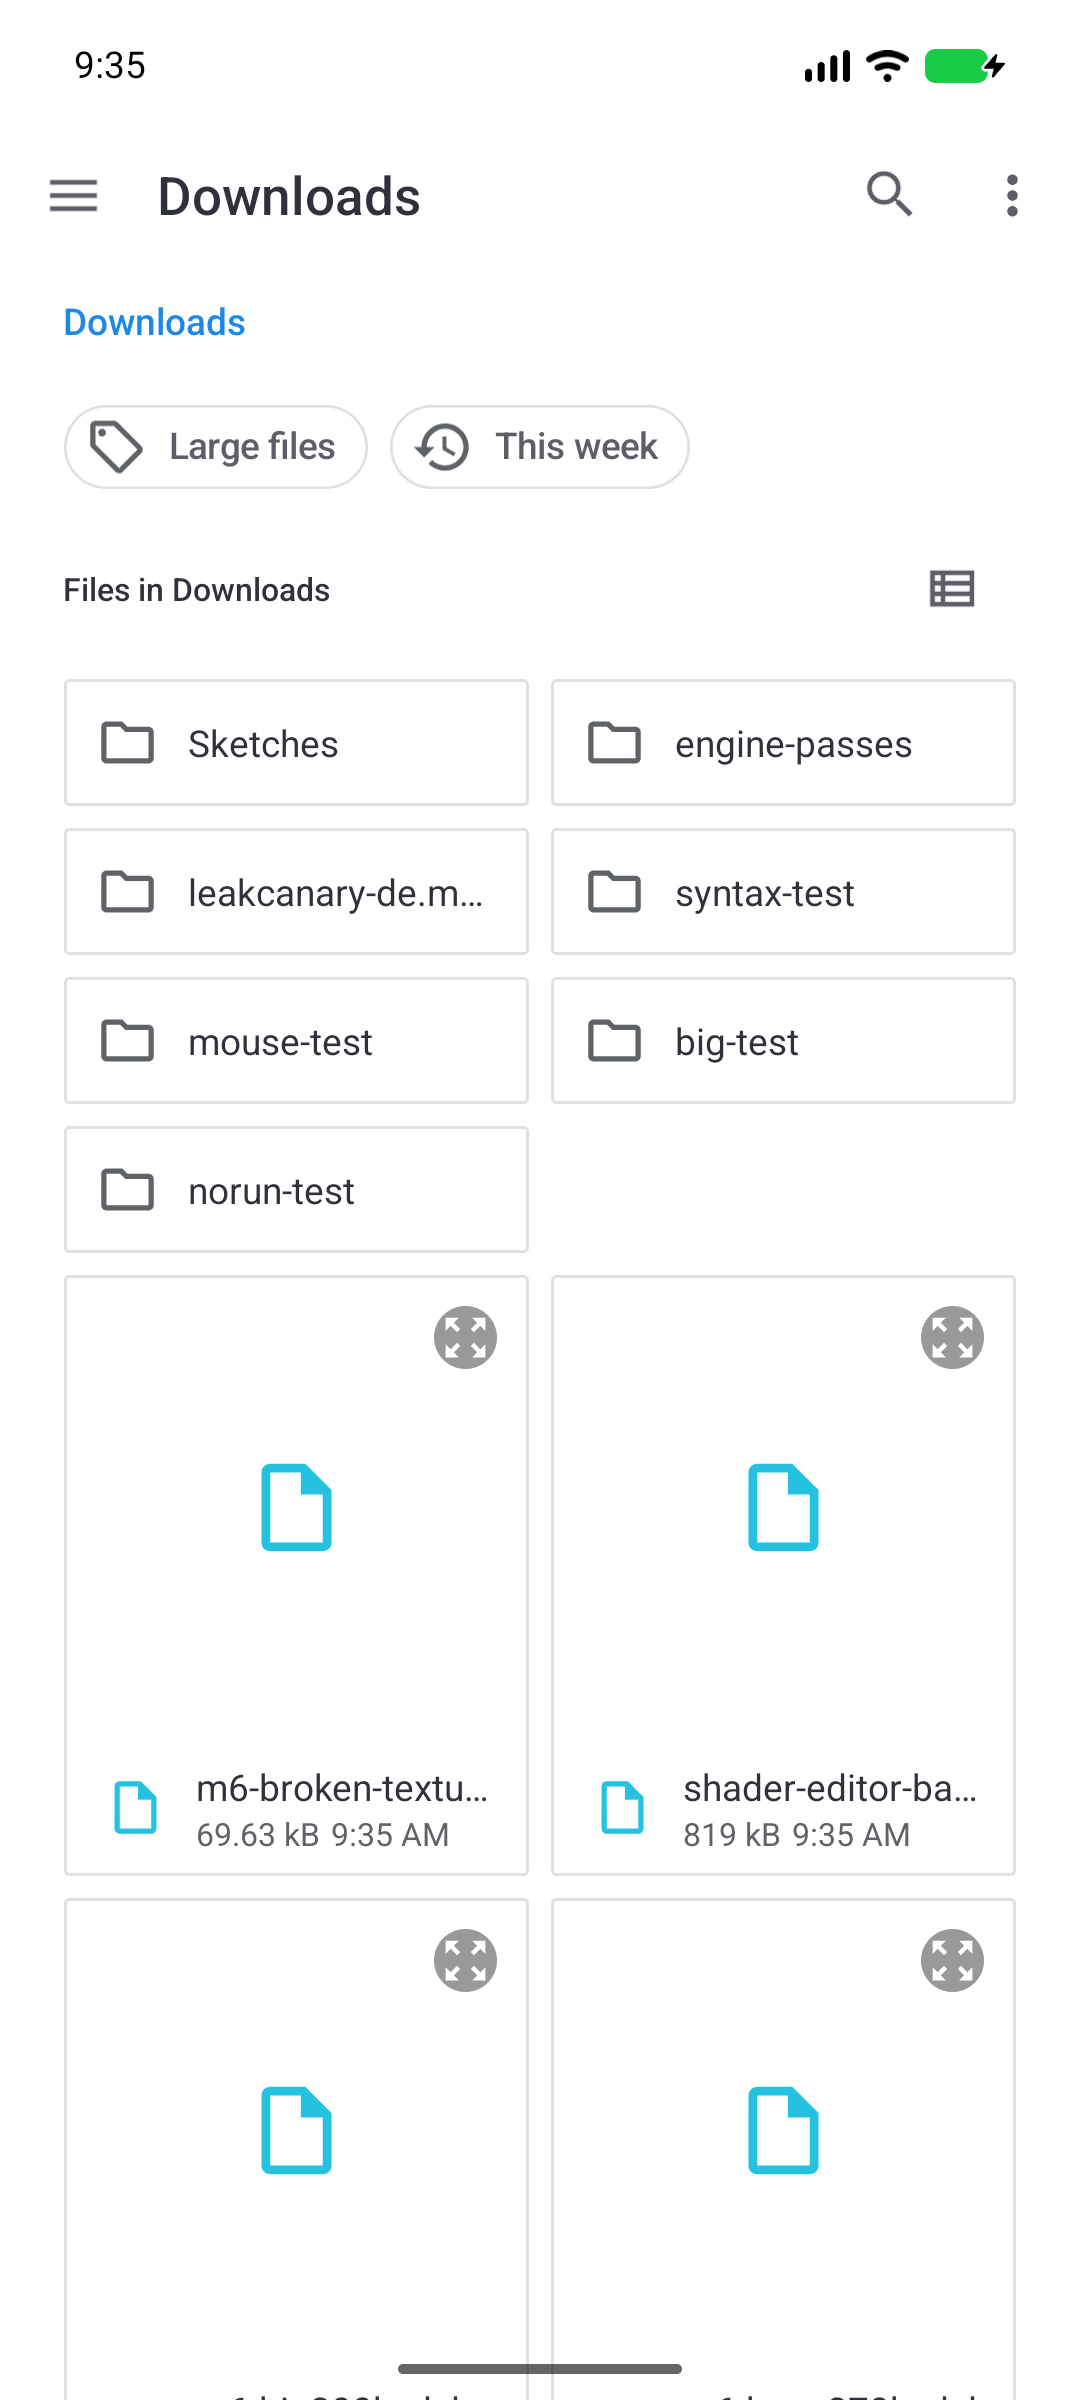 9:35
Downloads
Downloads
Large files
This week
Files in Downloads
Sketches
engine-passes
leakcanary-de.m...
syntax-test
mouse-test
big-test
norun-test
m6-broken-textu...
69.63 kB 9:35 AM
shader-editor-ba...
819 kB 9:35 AM